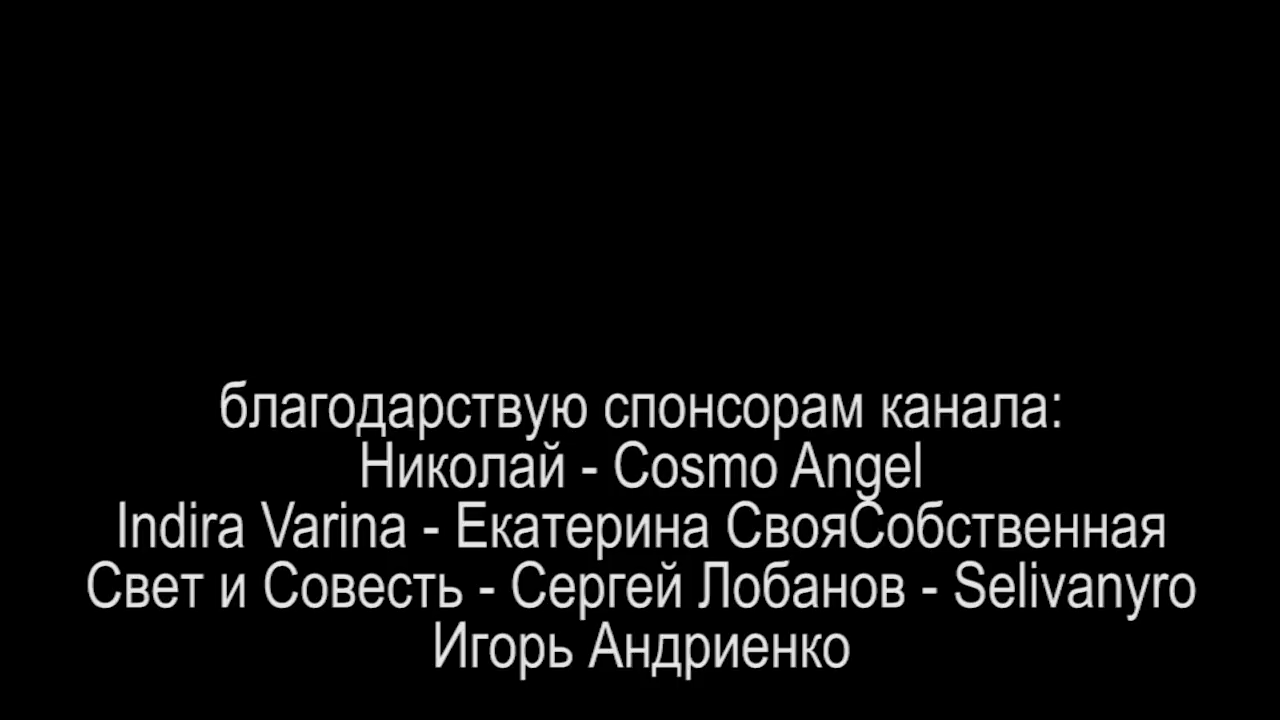 благодарствую спонсорам канала:
Николай - Cosmo Angel
Indira Varina - Екатерина СвояСобственная
Свет и Совесть - Сергей Лобанов - Selivanyro
Игорь Андриенко